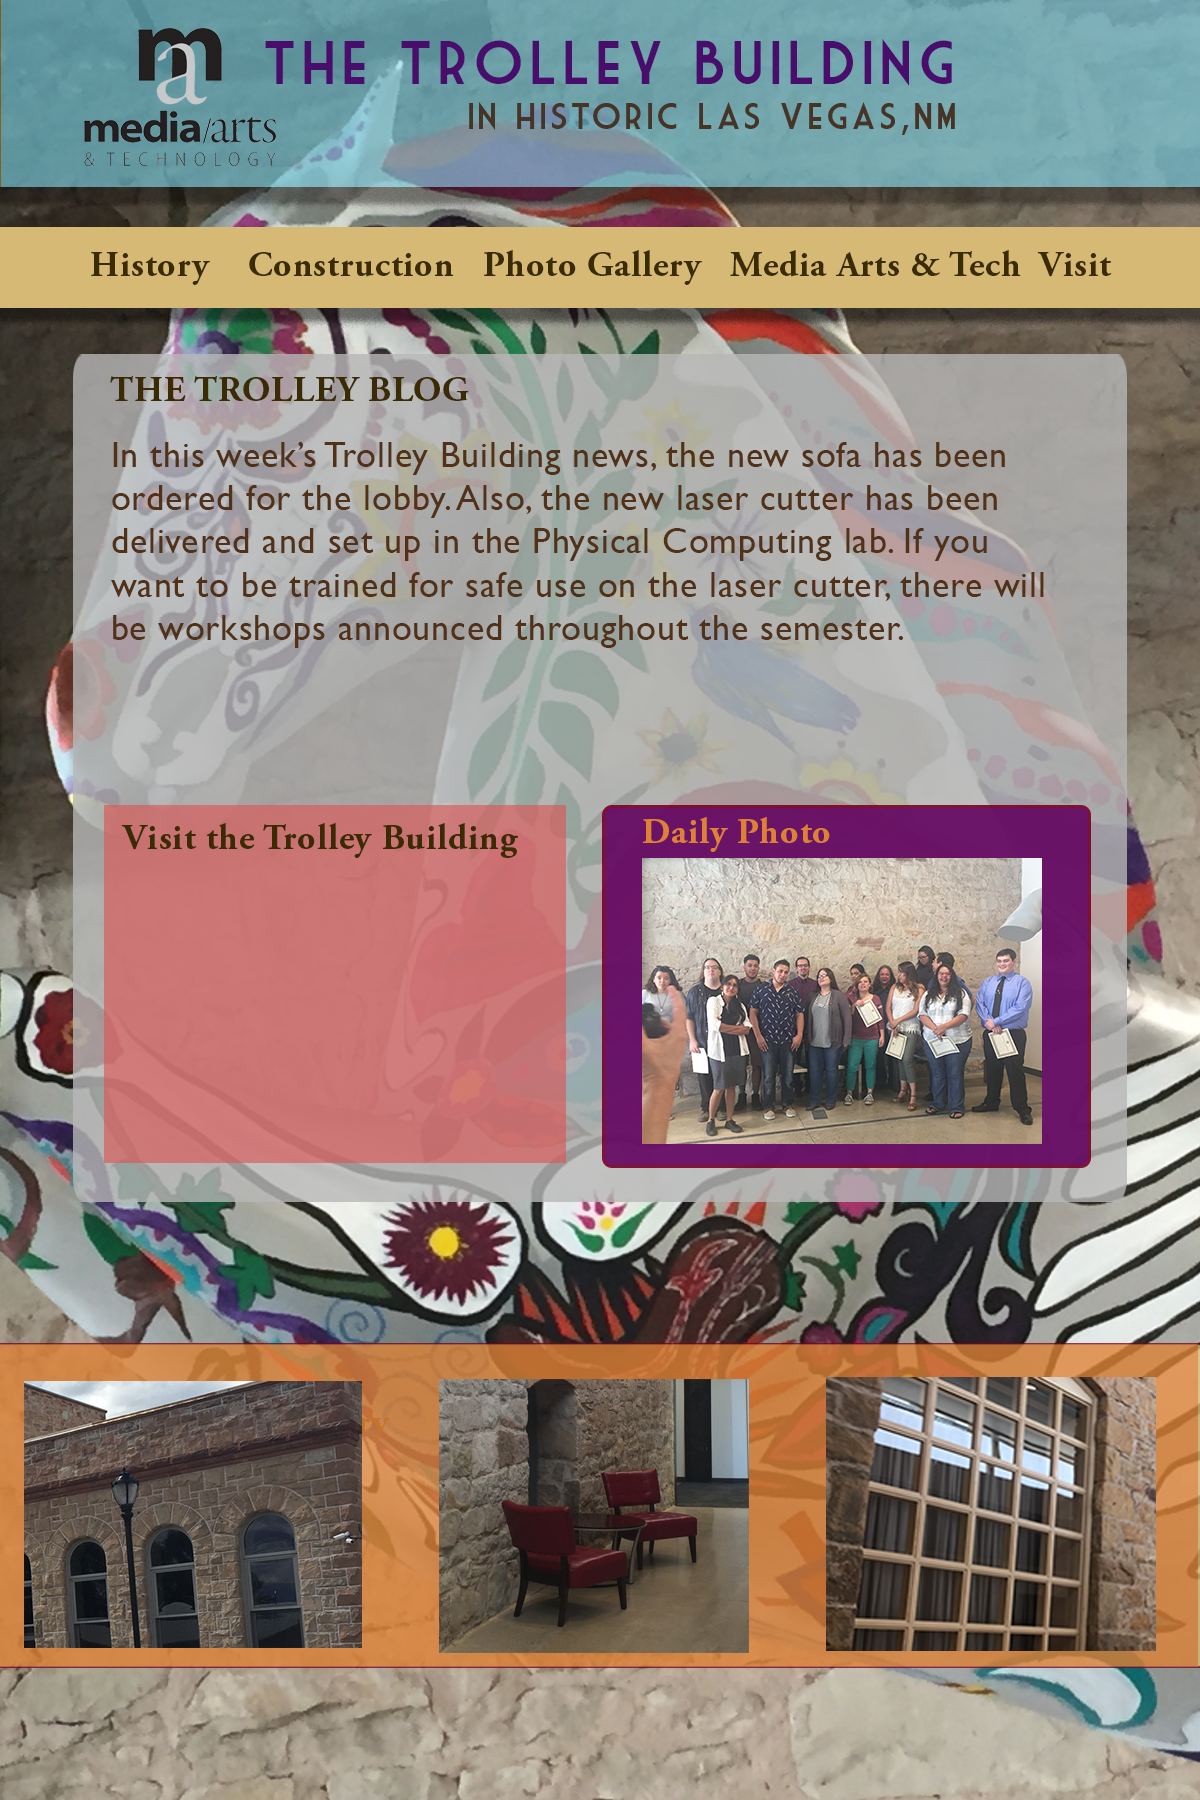 ma
media/arts
& TECHNOLOGY
THE TROLLEY BUILDING
IN HISTORIC LAS VEGAS,NM
History Construction Photo Gallery Media Arts & Tech Visit
THE TROLLEY BLOG
In this week’s Trolley Building news, the new sofa has been
ordered for the lobby. Also, the new laser cutter has been
delivered and set up in the Physical Computing lab. If you
want to be trained for safe use on the laser cutter, there will
be workshops announced throughout the semester.
Visit the Trolley Building
Daily Photo